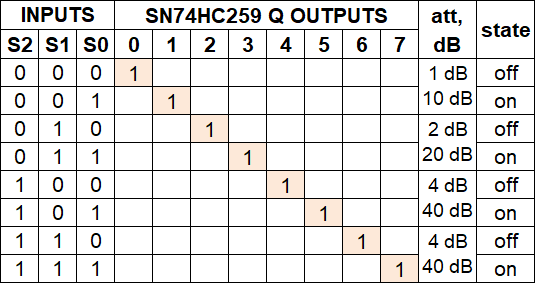 INPUTS SN74HC259 Q OUTPUTS att, dB state
S2 S1 S0 0 1 2 3 4 5 6 7
0 0 0 1 1 dB off
0 0 1 1 10 dB on
0 1 0 1 2 dB off
0 1 1 1 20 dB on
1 0 0 1 4 dB off
1 0 1 1 40 dB on
1 1 0 1 4 dB off
1 1 1 1 40 dB on